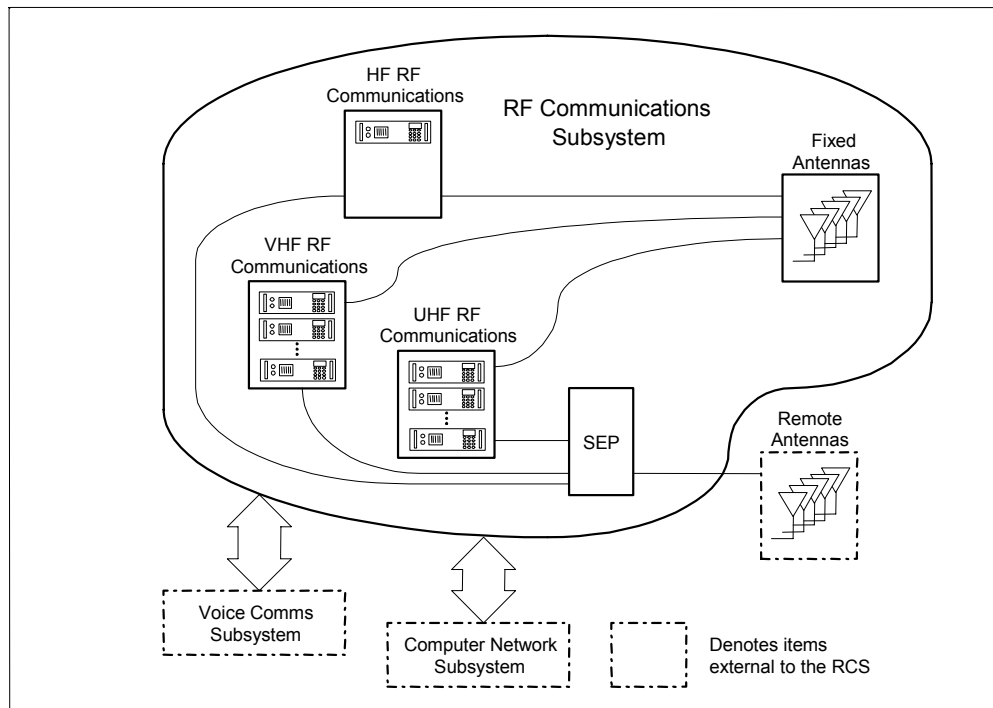 HF RF
Communications
RF Communications
Subsystem
Fixed
Antennas
VHF RF
Communications
UHF RF
Communications
SEP
Remote
Antennas
Voice Comms
Subsystem
Computer Network
Subsystem
Denotes items
external to the RCS